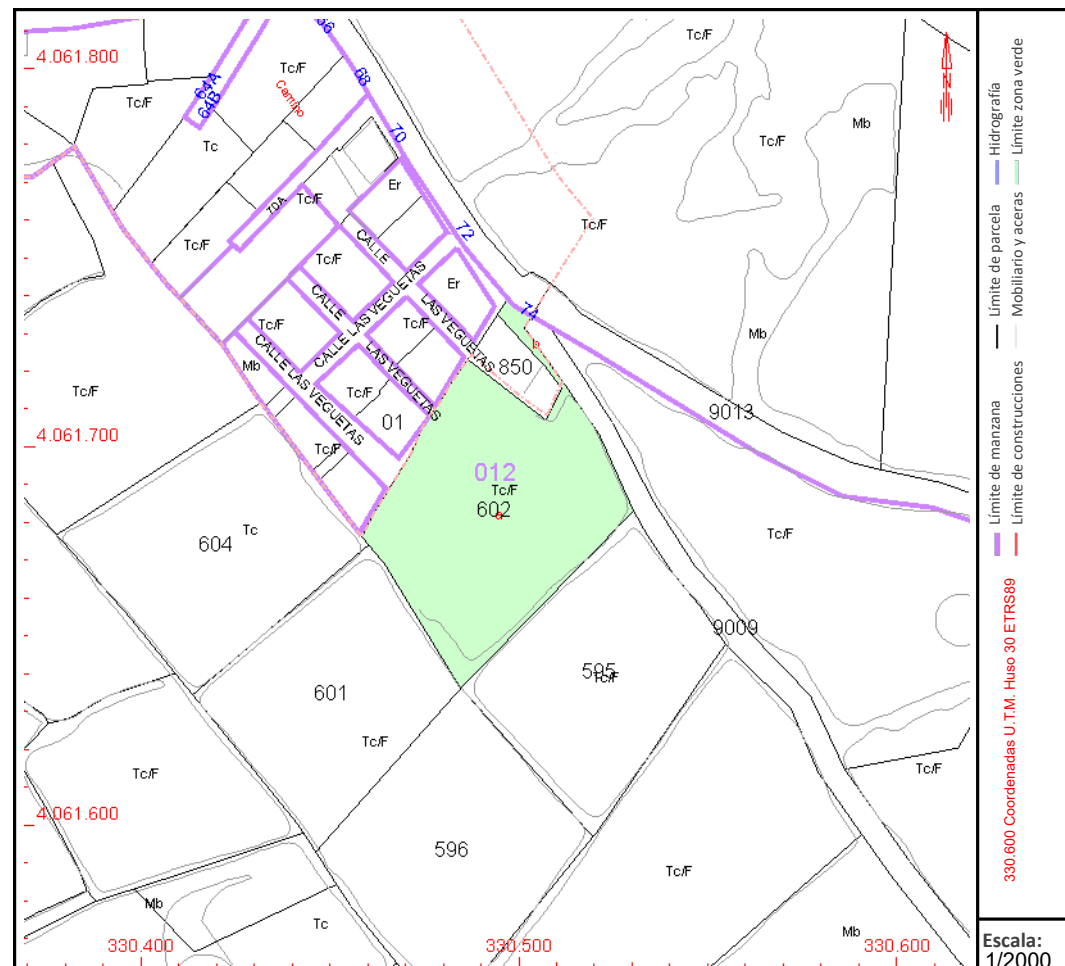 4.061.800
66
Tc/F
64A
64B
Tc/F
Camino
68
Tc/F
Tc
70
Tc/F
Mb
Er
70A
Tc/F
Tc/F
Tc/F
72
CALLE
Tc/F
Er
CALLE
CALLE LAS VEGUETAS
LAS VEGUETAS
74
Tc/F
Tc/F
CALLE LAS VEGUETAS
LAS VEGUETAS
Mb
Mb
850
Tc/F
Tc/F
01
9013
4.061.700
Tc/F
012
Tc/F
602
Tc
604
Tc/F
9009
595
Tc/F
601
Tc/F
Tc/F
Tc/F
4.061.600
596
Tc/F
Mb
Tc
Mb
330.400
330.500
330.600
N
Límite de manzana
Límite de parcela
Hidrografía
Límite de construcciones
Mobiliario y aceras
Límite zona verde
330.600 Coordenadas U.T.M. Huso 30 ETRS89
Escala:
1/2000